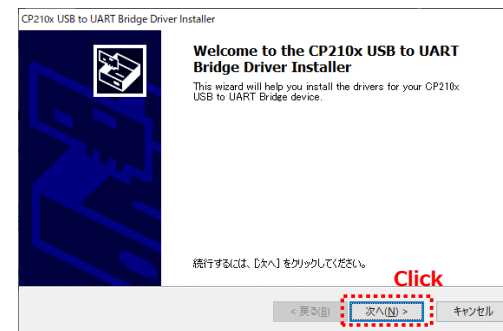 CP210x USB to UART Bridge Driver Installer
Welcome to the CP210x USB to UART
Bridge Driver Installer
This wizard will help you install the drivers for your CP210x
USB to UART Bridge device.
続行するには、[次へ] をクリックしてください。
Click
< 戻る(B)
次へ(N) >
キャンセル